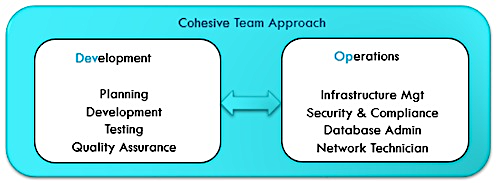 Cohesive Team Approach
Development
Planning
Development
Testing
Quality Assurance
Operations
Infrastructure Mgt
Security & Compliance
Database Admin
Network Technician